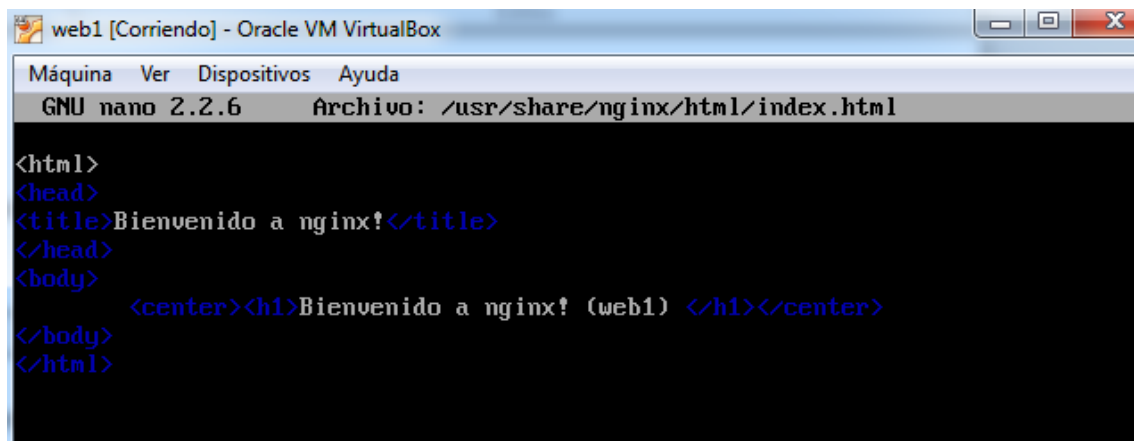 web1 [Corriendo] - Oracle VM VirtualBox
Máquina Ver Dispositivos Ayuda
GNU nano 2.2.6 Archivo: /usr/share/nginx/html/index.html
<html>
<head>
<title>Bienvenido a nginx!</title>
</head>
<body>
<center><h1>Bienvenido a nginx! (web1) </h1></center>
</body>
</html>